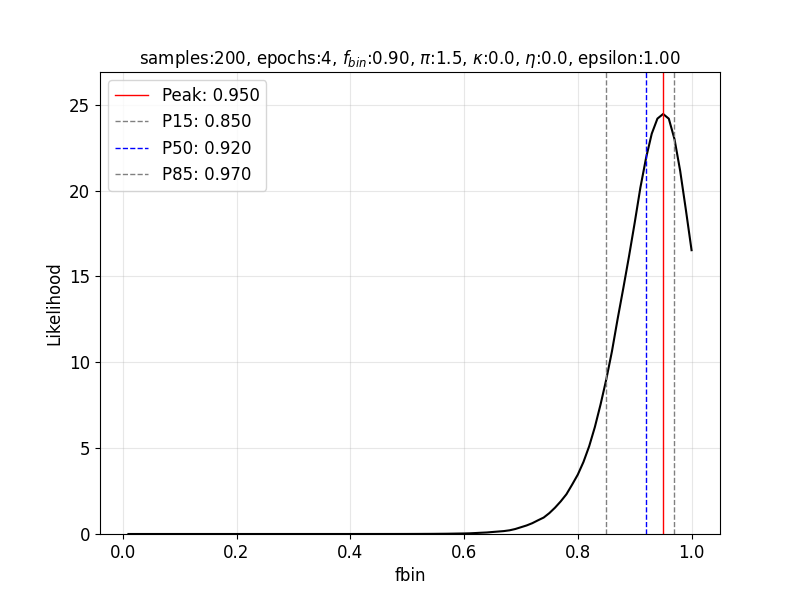 samples:200, epochs:4, f_bin:0.90, π:1.5, κ:0.0, η:0.0, epsilon:1.00
Peak: 0.950
P15: 0.850
P50: 0.920
P85: 0.970
25
20
15
10
5
0
Likelihood
0.0 0.2 0.4 0.6 0.8 1.0
fbin